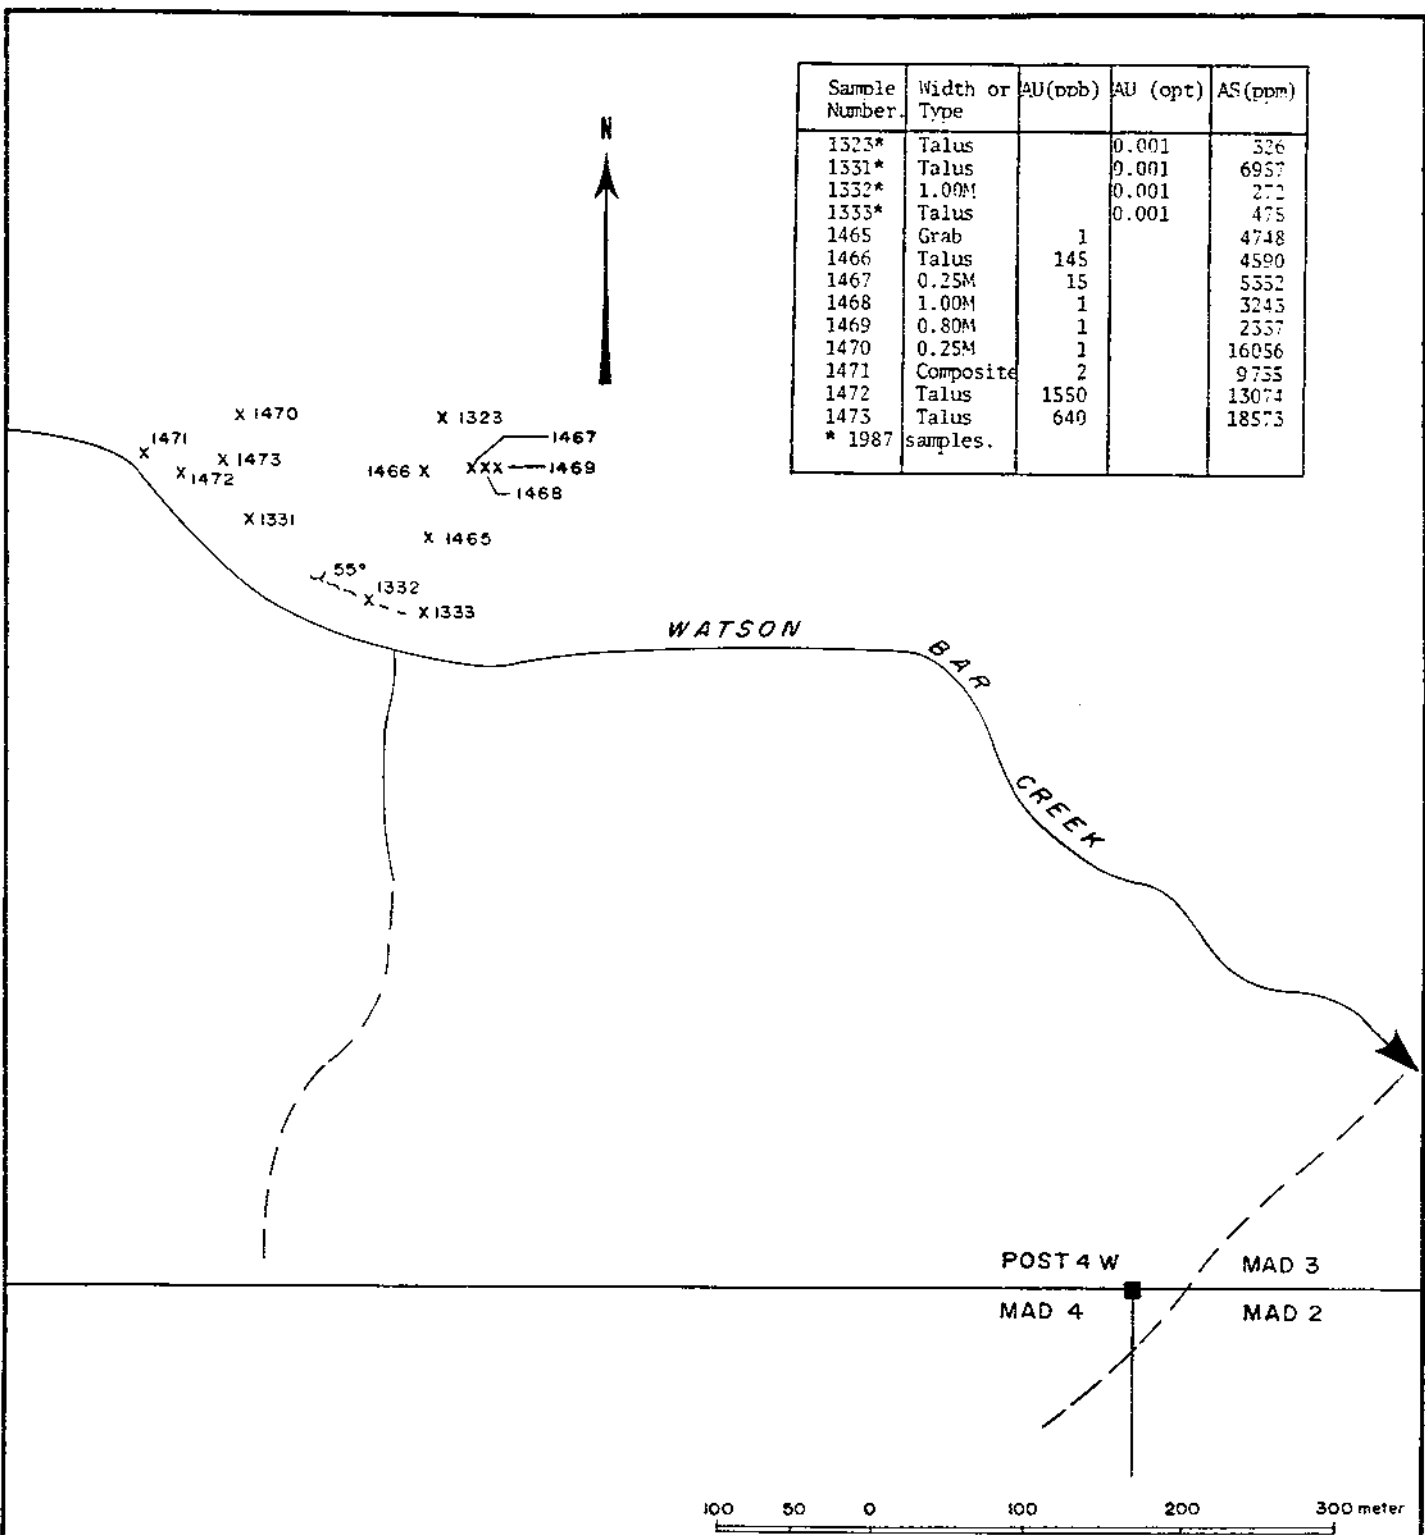 Sample Number. | Width or Type | AU(ppb) | AU (opt) | AS(ppm)
1323* | Talus | | 0.001 | 326
1331* | Talus | | 0.001 | 6957
1332* | 1.00M | | 0.001 | 272
1333* | Talus | | 0.001 | 475
1465 | Grab | 1 | | 4748
1466 | Talus | 145 | | 4590
1467 | 0.25M | 15 | | 5552
1468 | 1.00M | 1 | | 3243
1469 | 0.80M | 1 | | 2337
1470 | 0.25M | 1 | | 16056
1471 | Composite | 2 | | 9735
1472 | Talus | 1550 | | 13074
1473 | Talus | 640 | | 18573
* 1987 samples.
N
x 1470
x 1323
1471
x
1467
x 1473
1466 x
xxx
1469
x 1472
1468
x 1331
x 1465
55°
1332
x
x 1333
WATSON
BAR
CREEK
POST 4 W
MAD 3
MAD 4
MAD 2
100 50 0 100 200 300 meter